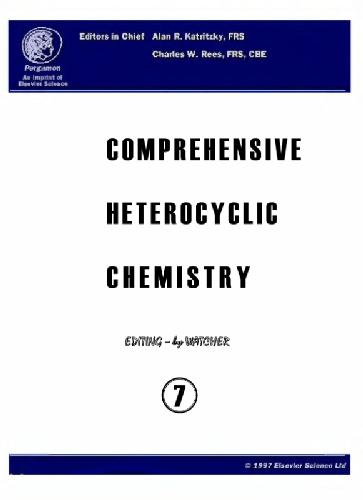 Editors in Chief Alan R. Katritzky, FRS
Charles W. Rees, FRS, CBE
Pergamon
An Imprint of
Elsevier Science
COMPREHENSIVE
HETEROCYCLIC
CHEMISTRY
EDITING - by WATCHER
7
© 1997 Elsevier Science Ltd